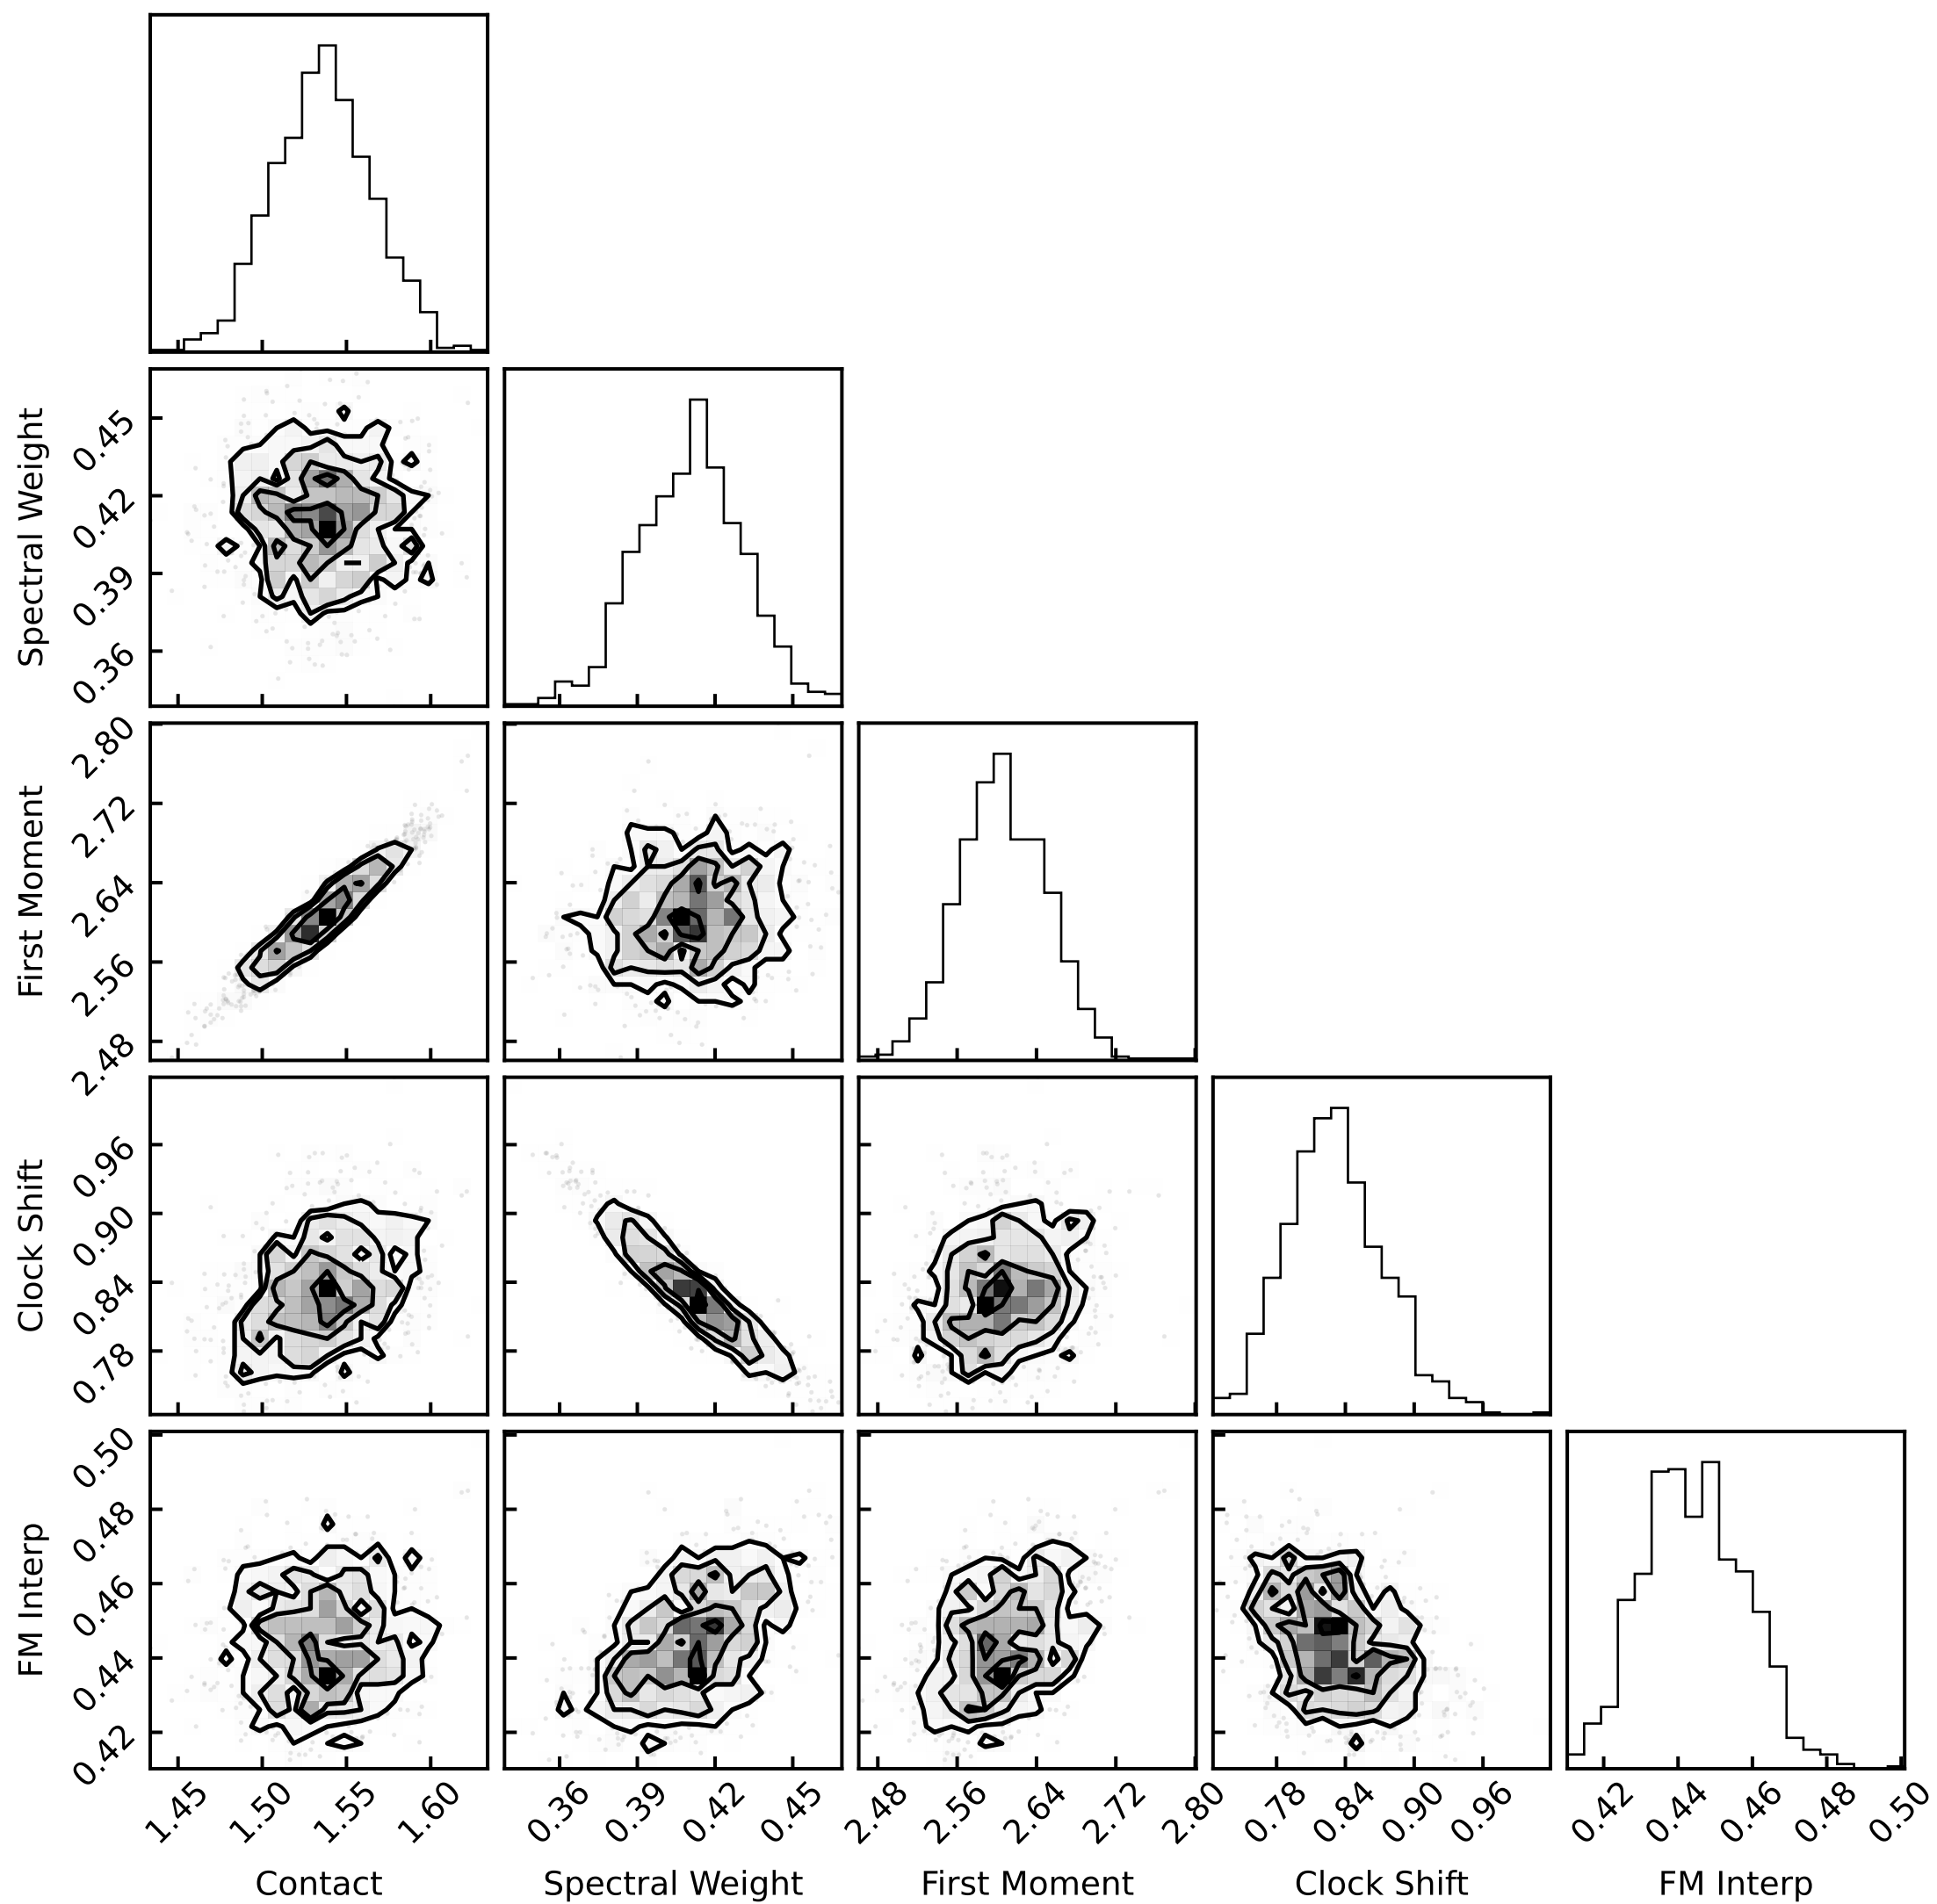 Spectral Weight
0.45
0.42
0.39
0.36
First Moment
2.80
2.72
2.64
2.56
2.48
Clock Shift
0.96
0.90
0.84
0.78
FM Interp
0.50
0.48
0.46
0.44
0.42
1.45 1.50 1.55 1.60
0.36 0.39 0.42 0.45
2.48 2.56 2.64 2.72 2.80
0.78 0.84 0.90 0.96
0.42 0.44 0.46 0.48 0.50
Contact
Spectral Weight
First Moment
Clock Shift
FM Interp